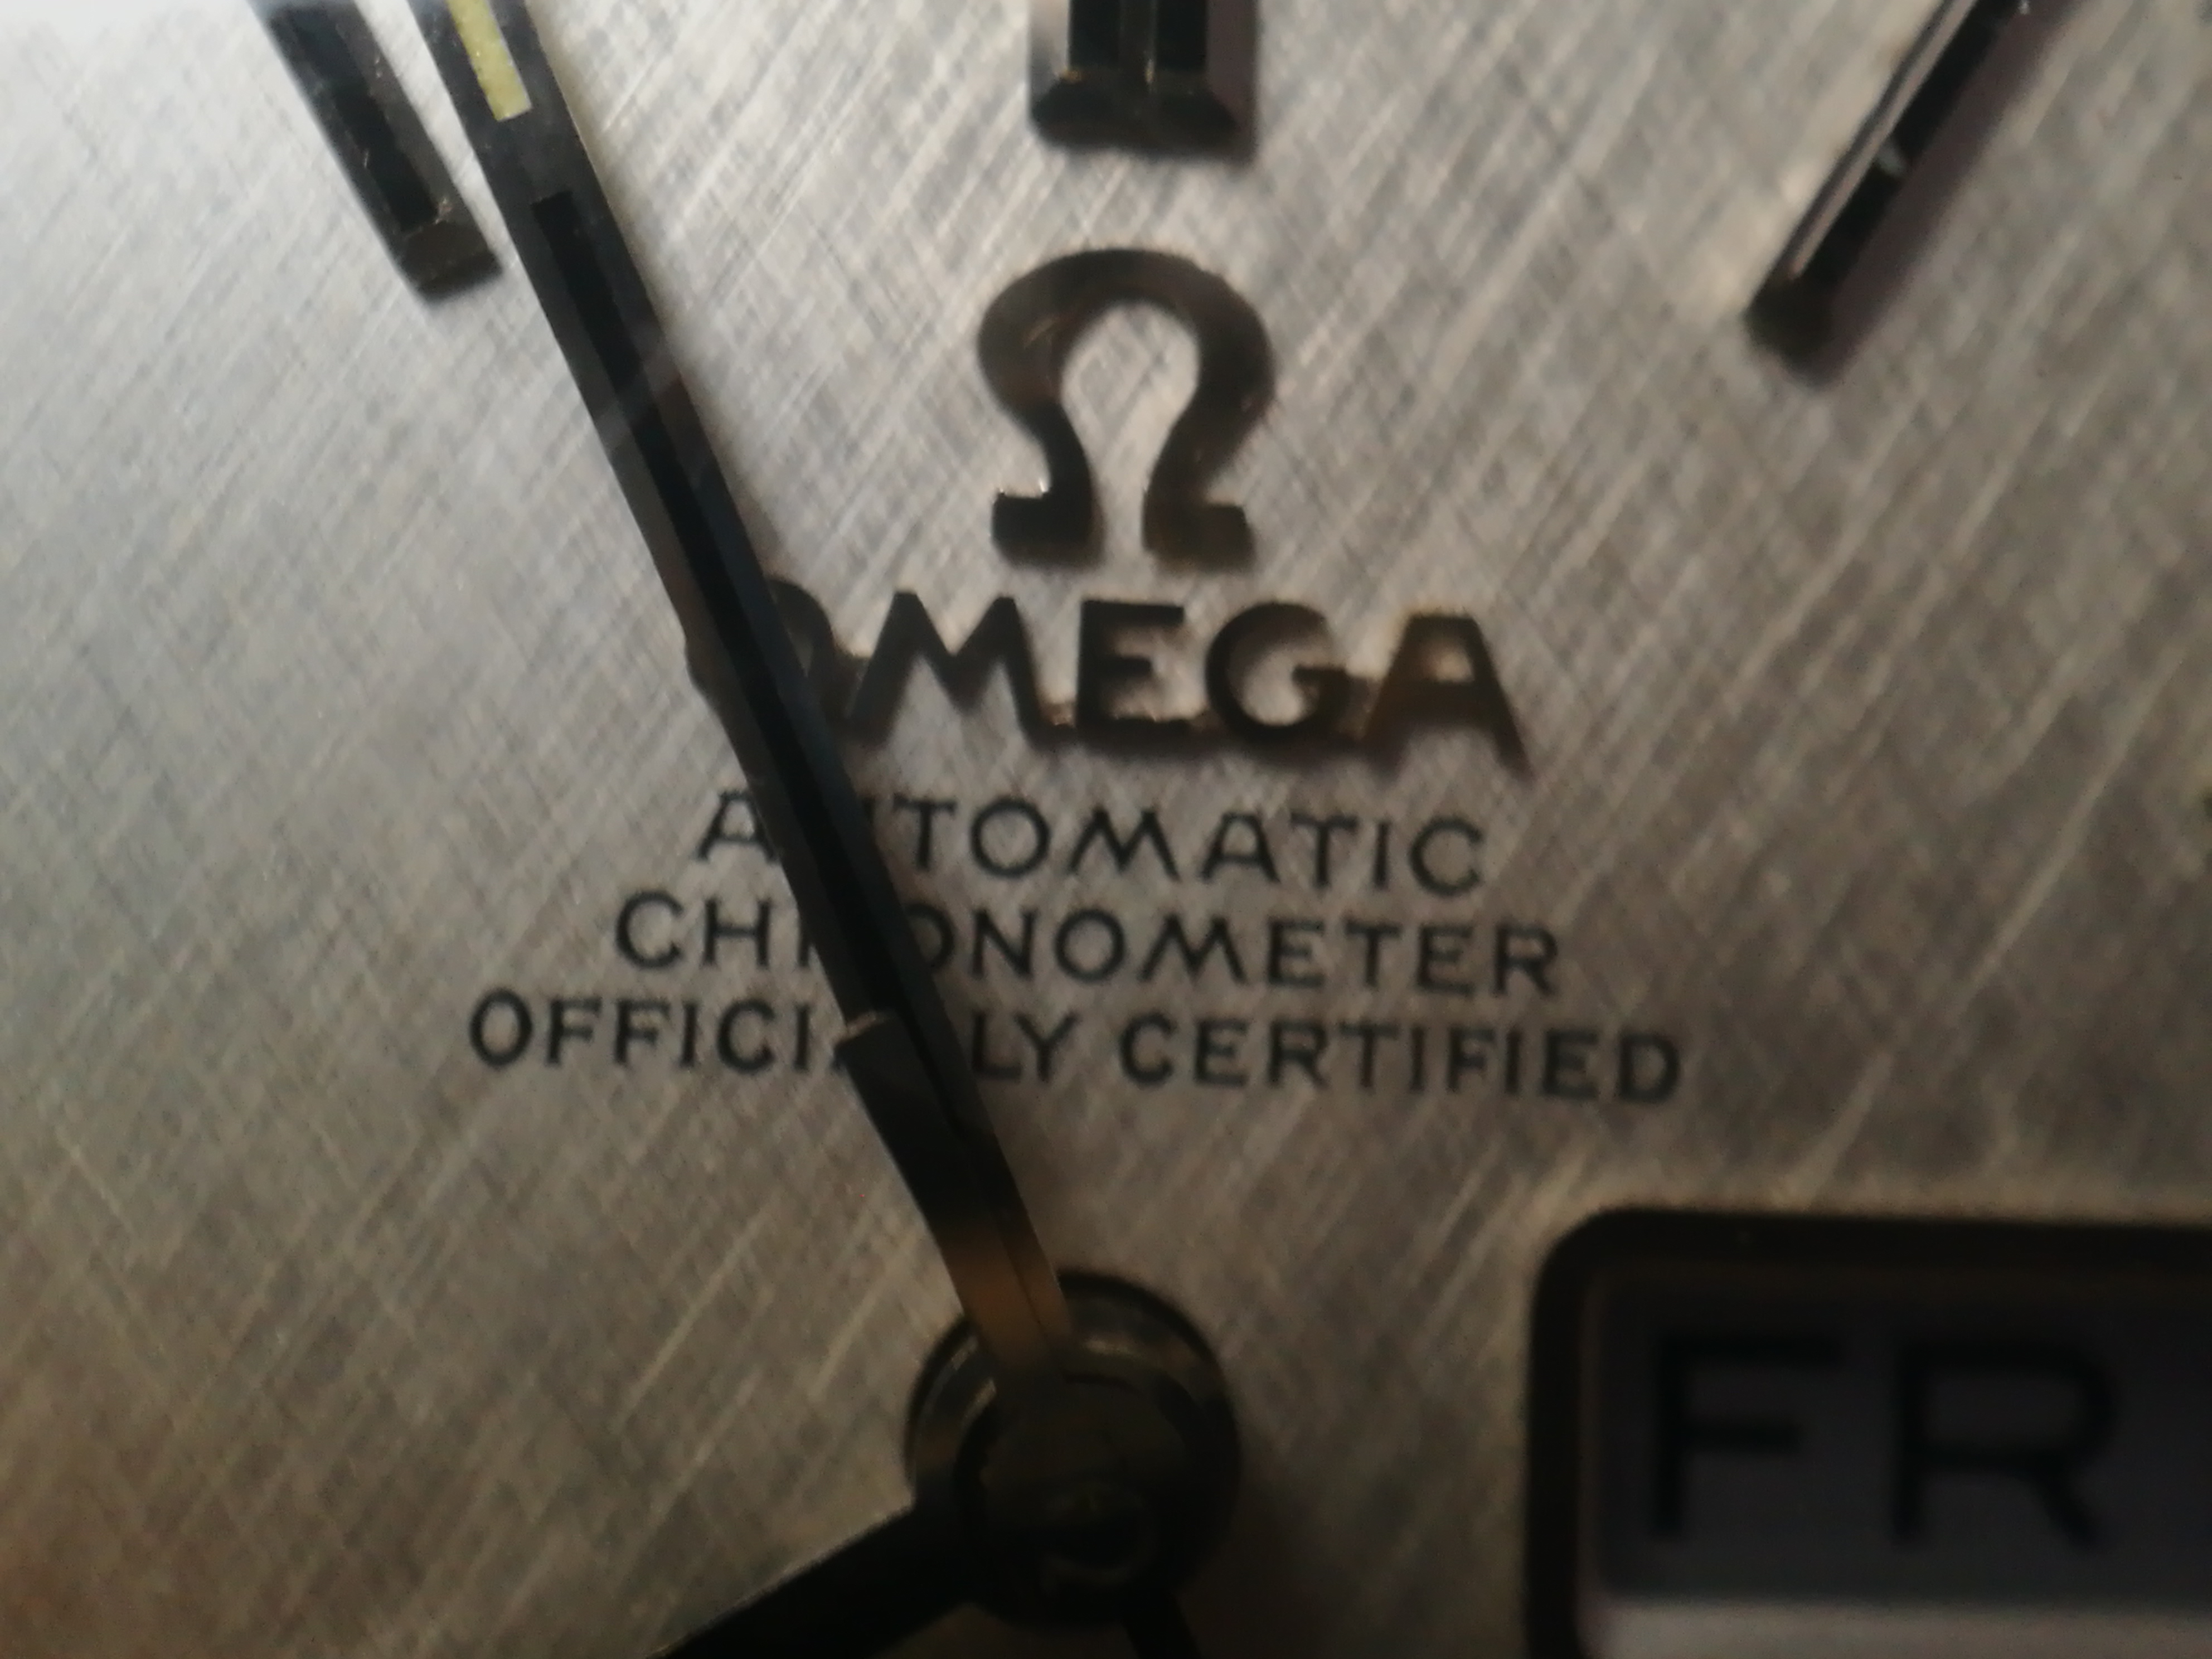 Ω
OMEGA
AUTOMATIC
CHRONOMETER
OFFICIALLY CERTIFIED
FR